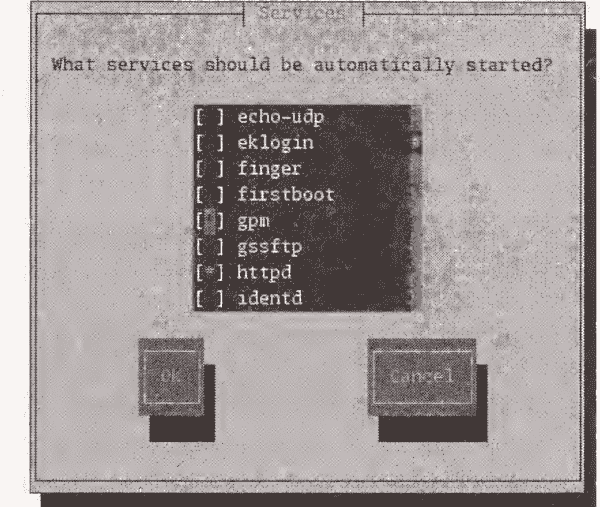 Services
What services should be automatically started?
[ ] echo-udp
[ ] eklogin
[ ] finger
[ ] firstboot
[*] gpm
[ ] gssftp
[*] httpd
[ ] identd
Ok
Cancel